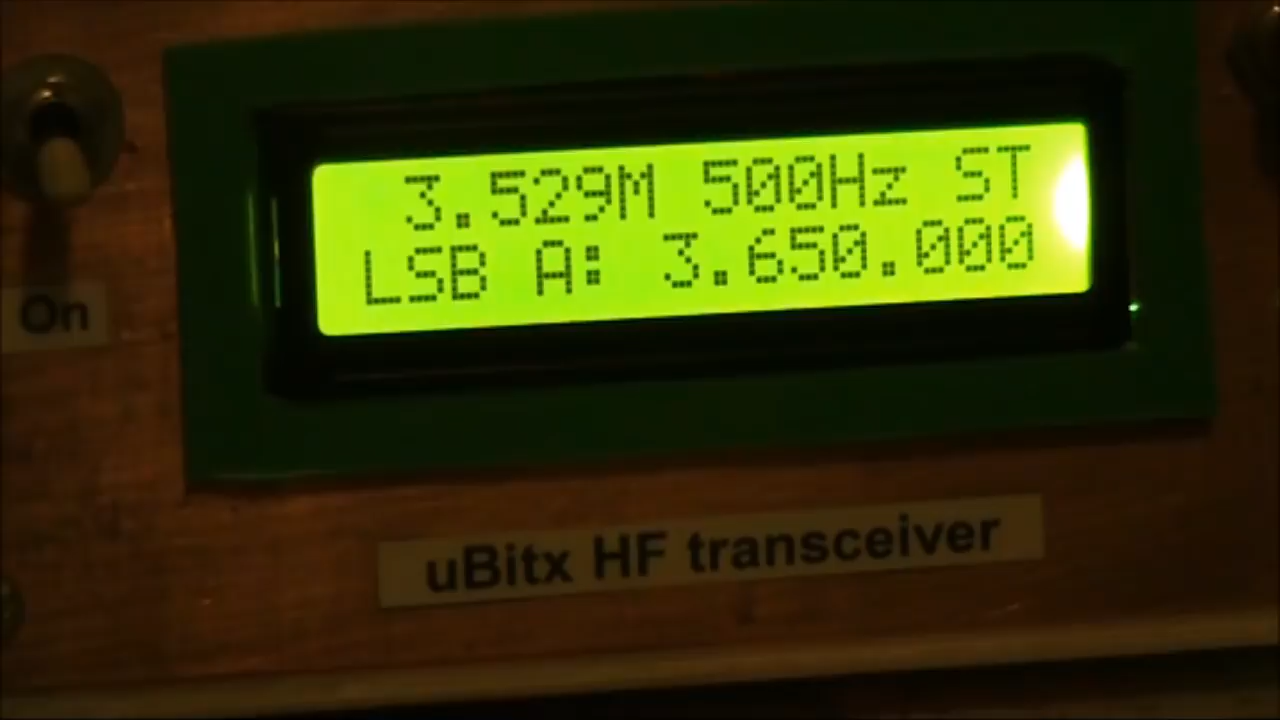 3.529M 500Hz ST
LSB A: 3.650.000
On
uBitx HF transceiver